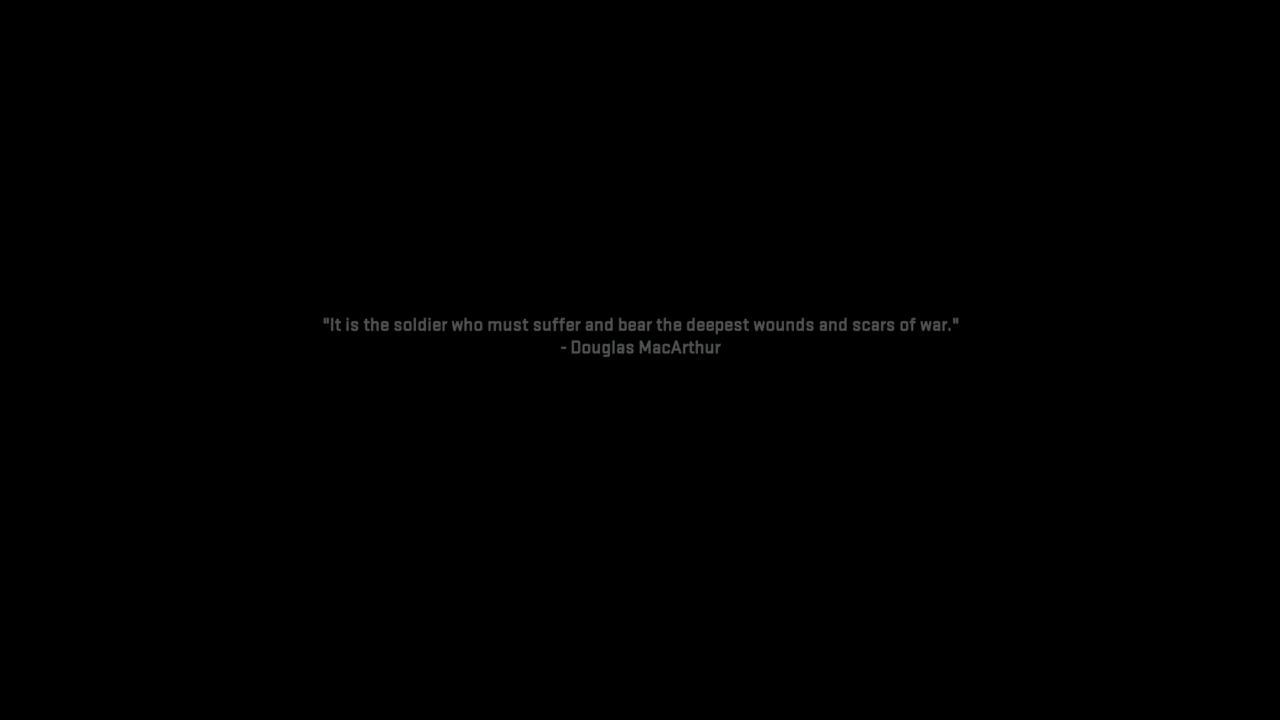 "It is the soldier who must suffer and bear the deepest wounds and scars of war."
- Douglas MacArthur